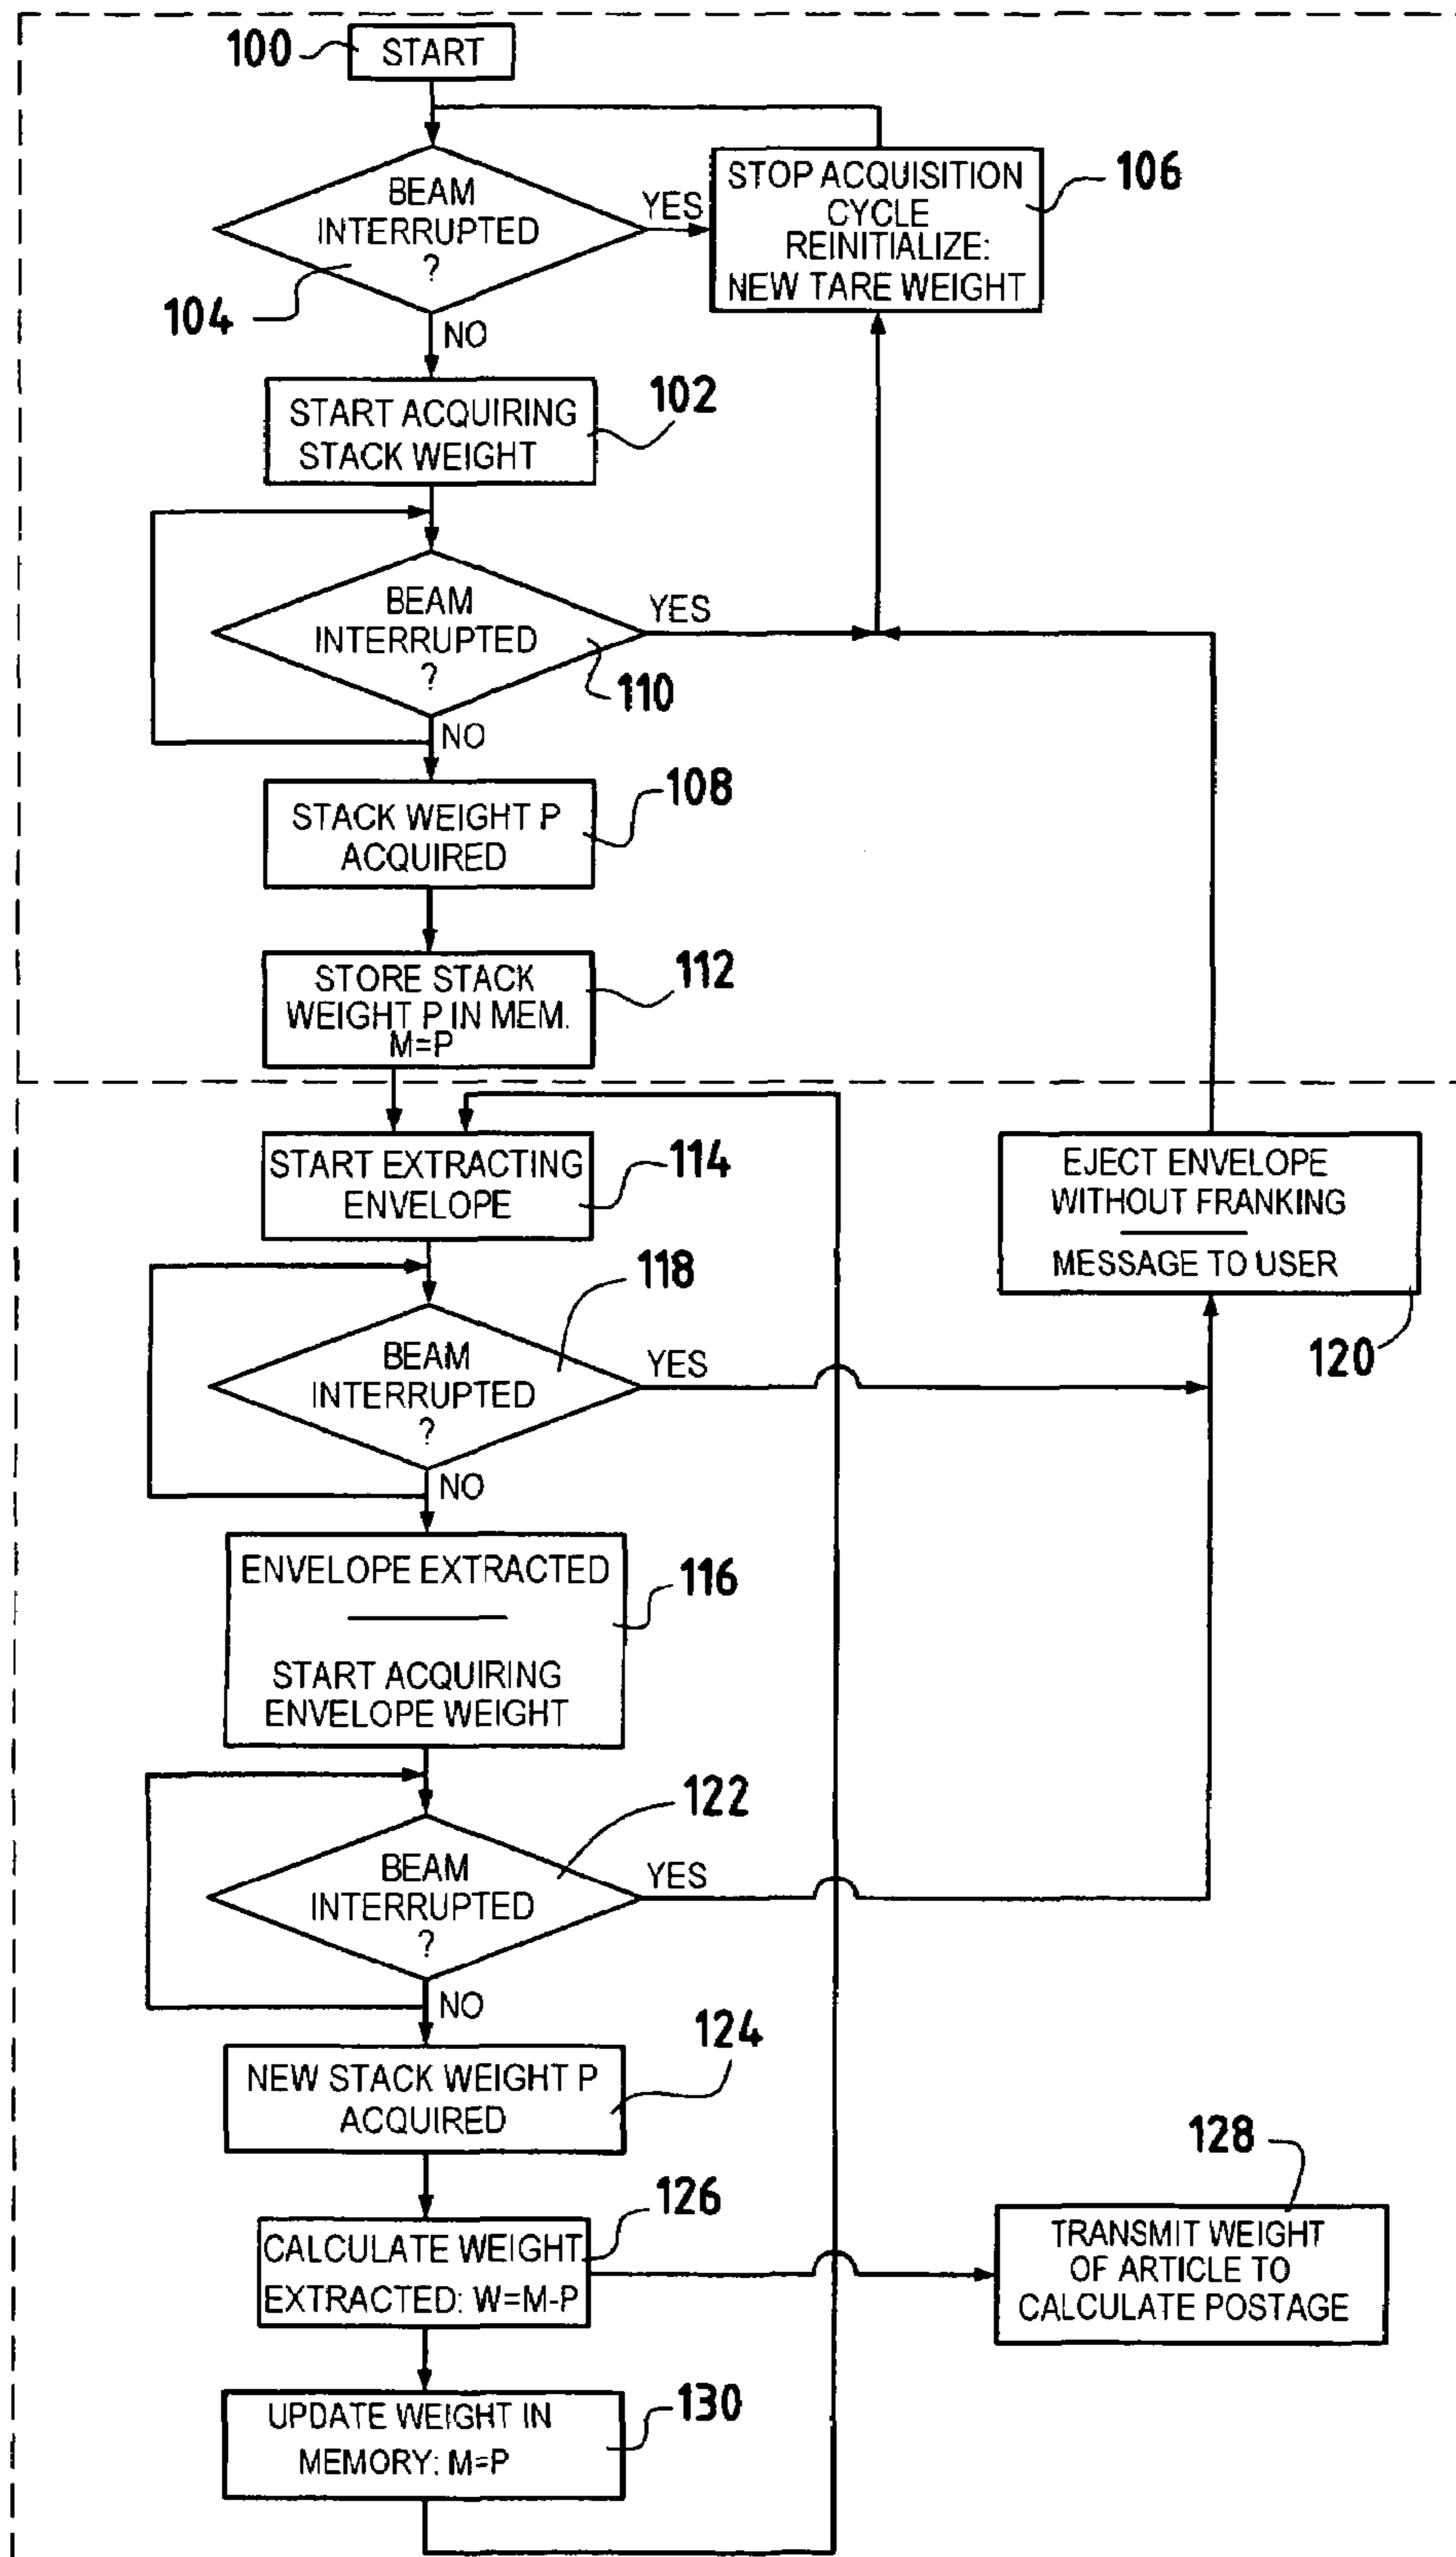 100
START
BEAM
INTERRUPTED
?
YES
104
NO
STOP ACQUISITION
CYCLE
REINITIALIZE:
NEW TARE WEIGHT
106
START ACQUIRING
STACK WEIGHT
102
BEAM
INTERRUPTED
?
YES
110
NO
STACK WEIGHT P
ACQUIRED
108
STORE STACK
WEIGHT P IN MEM.
M=P
112
START EXTRACTING
ENVELOPE
114
EJECT ENVELOPE
WITHOUT FRANKING
MESSAGE TO USER
120
118
BEAM
INTERRUPTED
?
YES
NO
ENVELOPE EXTRACTED
START ACQUIRING
ENVELOPE WEIGHT
116
122
BEAM
INTERRUPTED
?
YES
NO
124
NEW STACK WEIGHT P
ACQUIRED
126
CALCULATE WEIGHT
EXTRACTED: W=M-P
128
TRANSMIT WEIGHT
OF ARTICLE TO
CALCULATE POSTAGE
UPDATE WEIGHT IN
MEMORY: M=P
130